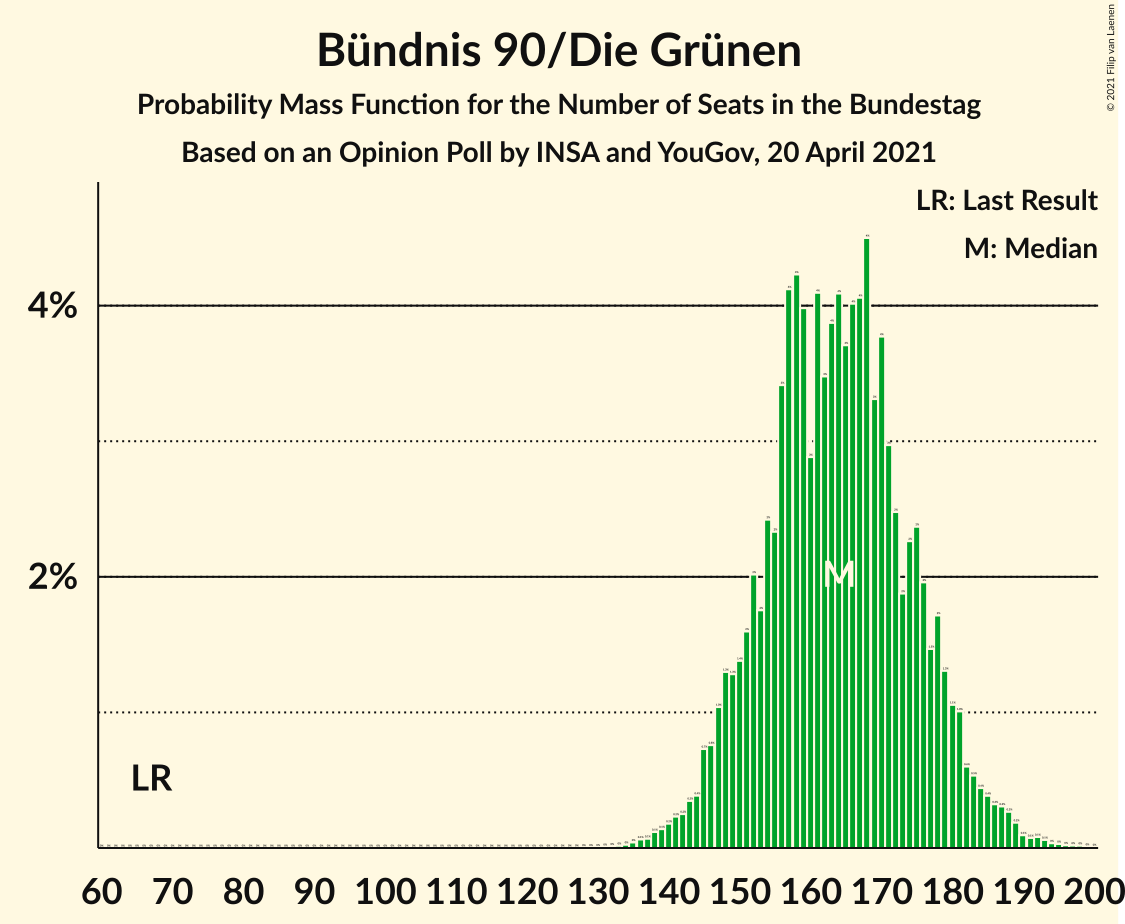 Bündnis 90/Die Grünen
Probability Mass Function for the Number of Seats in the Bundestag
Based on an Opinion Poll by INSA and YouGov, 20 April 2021
© 2021 Filip van Laenen
LR: Last Result
M: Median
4%
2%
M
LR
60 70 80 90 100 110 120 130 140 150 160 170 180 190 200